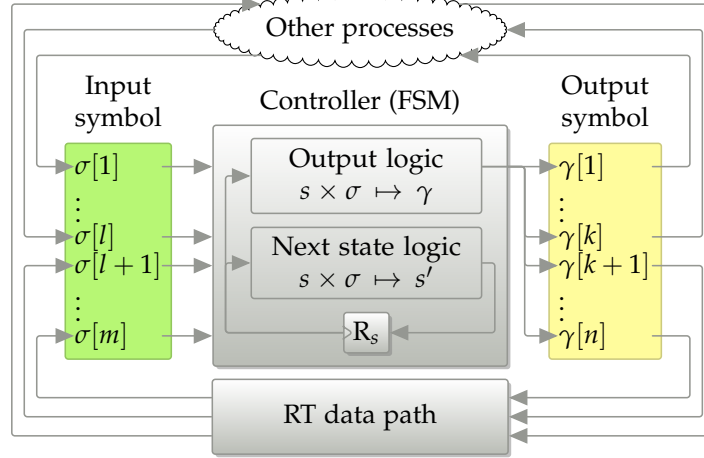 Other processes
Input
symbol
Controller (FSM)
Output
symbol
σ[1]
⋮
σ[l]
σ[l + 1]
⋮
σ[m]
Output logic
s × σ ↦ γ
Next state logic
s × σ ↦ s′
R_s
γ[1]
⋮
γ[k]
γ[k + 1]
⋮
γ[n]
RT data path